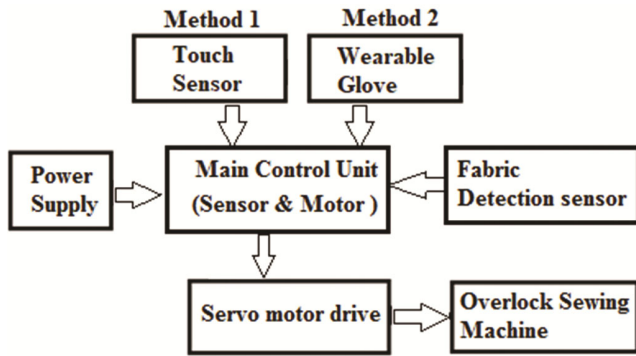 Method 1
Method 2
Touch
Sensor
Wearable
Glove
Power
Supply
Main Control Unit
(Sensor & Motor )
Fabric
Detection sensor
Servo motor drive
Overlock Sewing
Machine